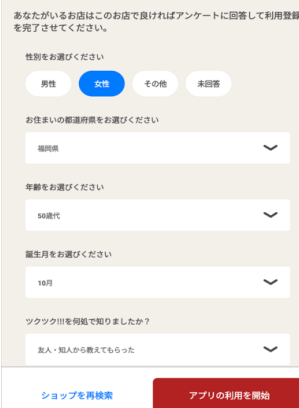 あなたがいるお店はこのお店で良ければアンケートに回答して利用登録
を完了させてください。
性別をお選びください
男性 女性 その他 未回答
お住まいの都道府県をお選びください
福岡県
年齢をお選びください
50歳代
誕生月をお選びください
10月
ツクツク!!!を何処で知りましたか？
友人・知人から教えてもらった
ショップを再検索 アプリの利用を開始